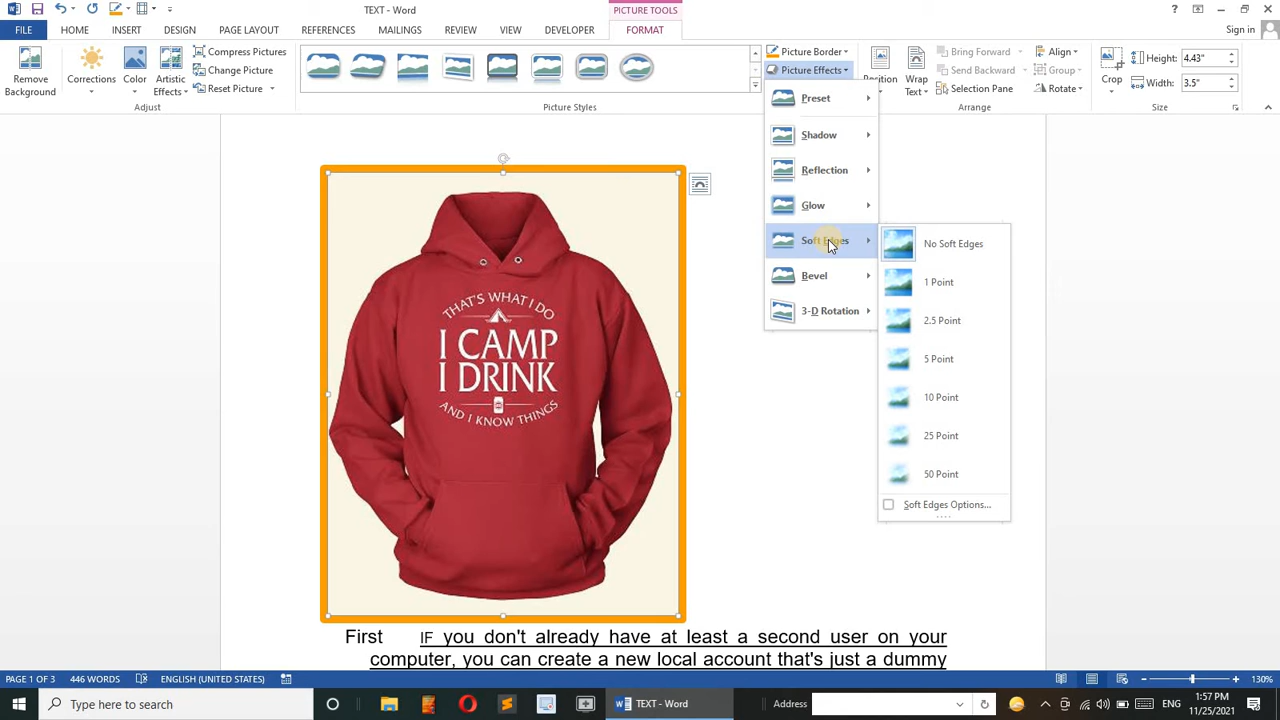 TEXT - Word
PICTURE TOOLS
Sign in
FILE HOME INSERT DESIGN PAGE LAYOUT REFERENCES MAILINGS REVIEW VIEW DEVELOPER FORMAT
Remove Background
Corrections
Color
Artistic Effects
Compress Pictures
Change Picture
Reset Picture
Adjust
Picture Styles
Picture Border
Picture Effects
Position
Wrap Text
Bring Forward
Send Backward
Selection Pane
Align
Group
Rotate
Arrange
Crop
Height: 4.43"
Width: 3.5"
Size
Preset
Shadow
Reflection
Glow
Soft Edges
Bevel
3-D Rotation
No Soft Edges
1 Point
2.5 Point
5 Point
10 Point
25 Point
50 Point
Soft Edges Options...
THAT'S WHAT I DO
I CAMP
I DRINK
AND I KNOW THINGS
First IF you don't already have at least a second user on your
computer, you can create a new local account that's just a dummy
PAGE 1 OF 3 446 WORDS ENGLISH (UNITED STATES) 130%
Type here to search
TEXT - Word
Address
ENG
1:57 PM
11/25/2021